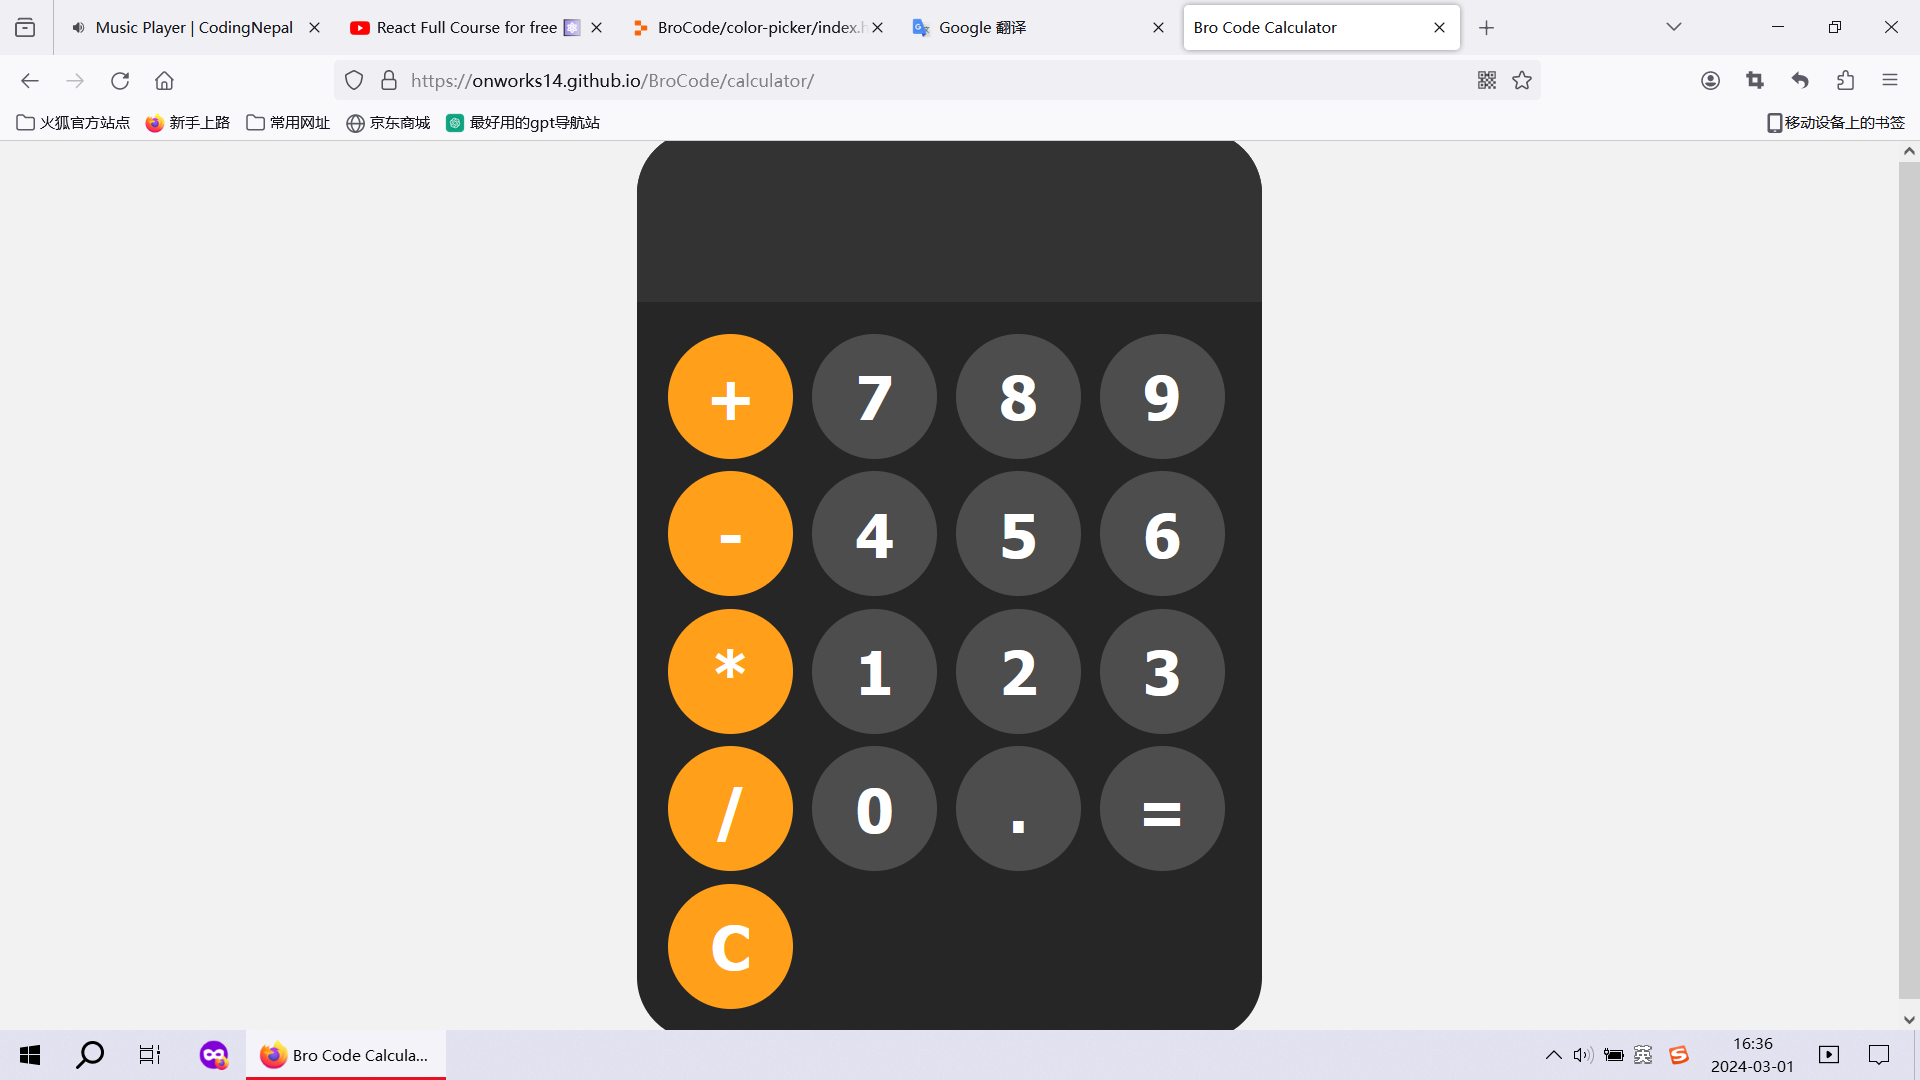 Music Player | CodingNepal
React Full Course for free
BroCode/color-picker/index.h
Google 翻译
Bro Code Calculator
https://onworks14.github.io/BroCode/calculator/
火狐官方站点
新手上路
常用网址
京东商城
最好用的gpt导航站
移动设备上的书签
+ 7 8 9
- 4 5 6
* 1 2 3
/ 0 . =
C
Bro Code Calcula...
英
16:36
2024-03-01